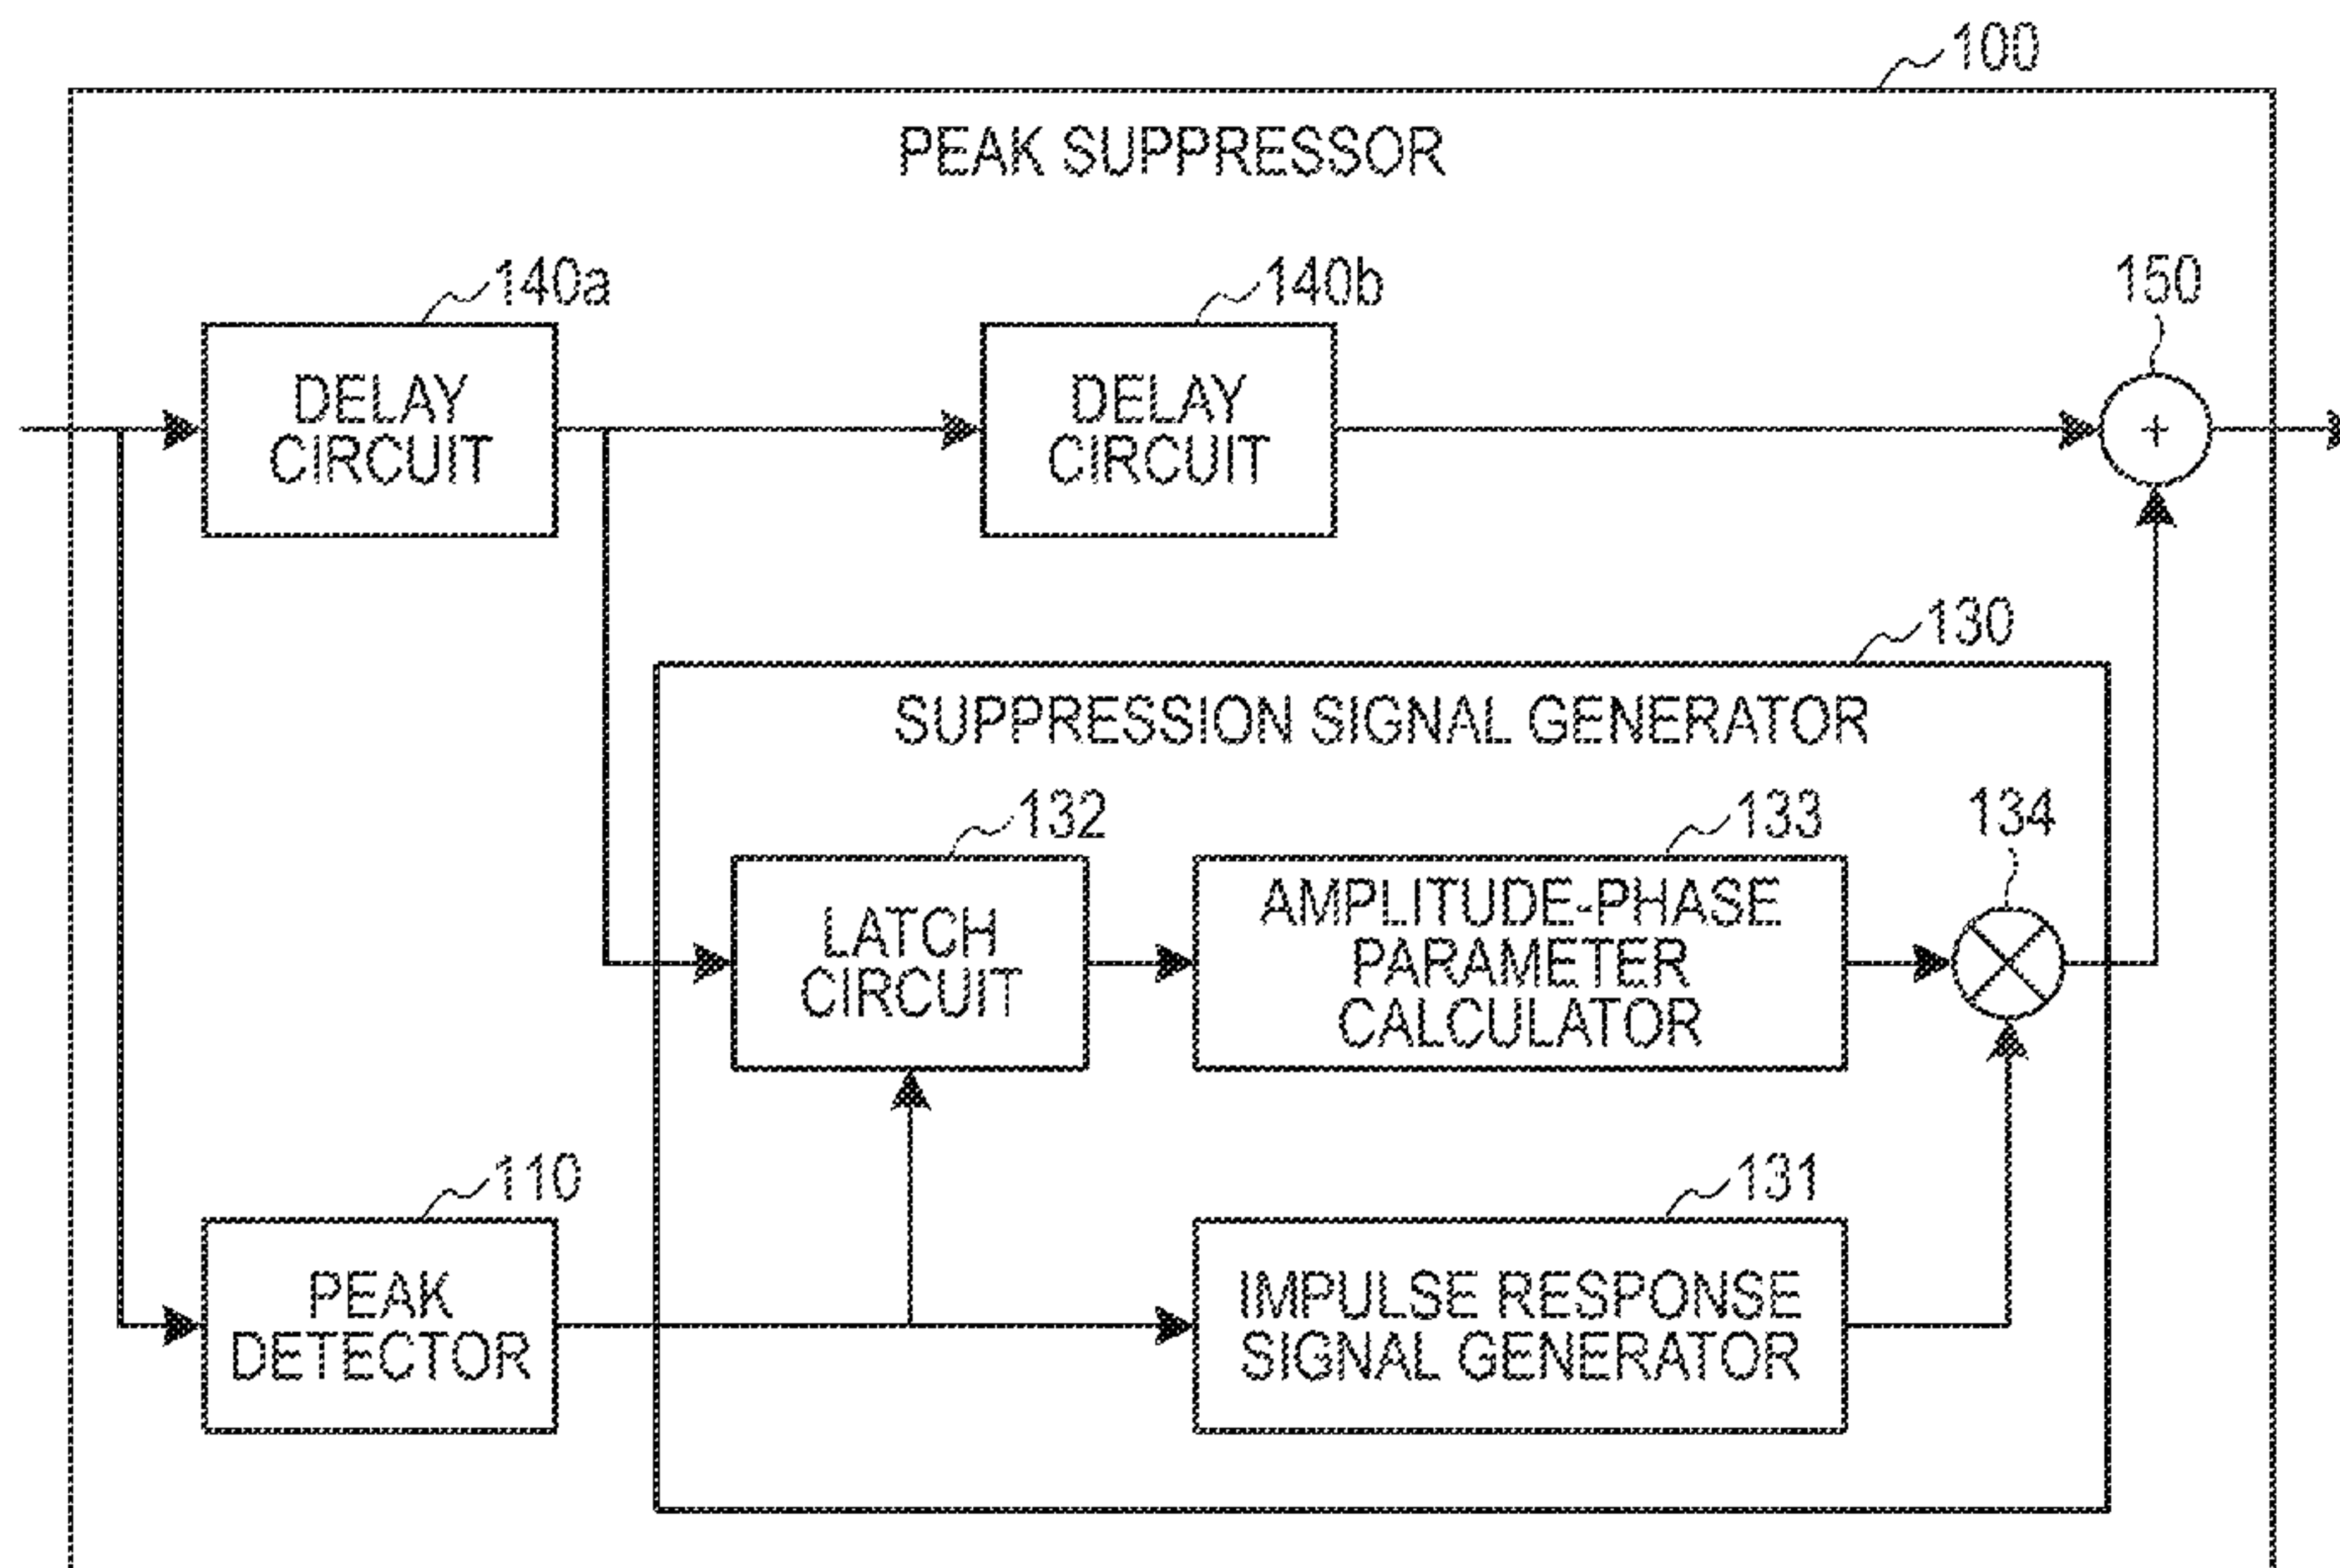 100
PEAK SUPPRESSOR
140a
140b
150
DELAY
CIRCUIT
DELAY
CIRCUIT
+
130
SUPPRESSION SIGNAL GENERATOR
132
133
134
LATCH
CIRCUIT
AMPLITUDE-PHASE
PARAMETER
CALCULATOR
110
131
PEAK
DETECTOR
IMPULSE RESPONSE
SIGNAL GENERATOR